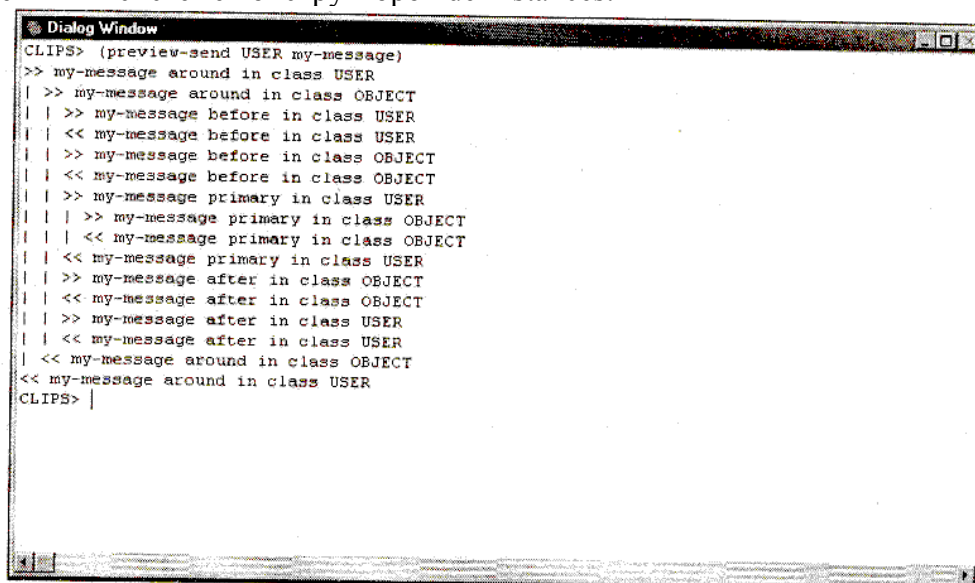 Dialog Window
CLIPS> (preview-send USER my-message)
>> my-message around in class USER
| >> my-message around in class OBJECT
| | >> my-message before in class USER
| | << my-message before in class USER
| | >> my-message before in class OBJECT
| | << my-message before in class OBJECT
| | >> my-message primary in class USER
| | | >> my-message primary in class OBJECT
| | | << my-message primary in class OBJECT
| | << my-message primary in class USER
| | >> my-message after in class OBJECT
| | << my-message after in class OBJECT
| | >> my-message after in class USER
| | << my-message after in class USER
| << my-message around in class OBJECT
<< my-message around in class USER
CLIPS>